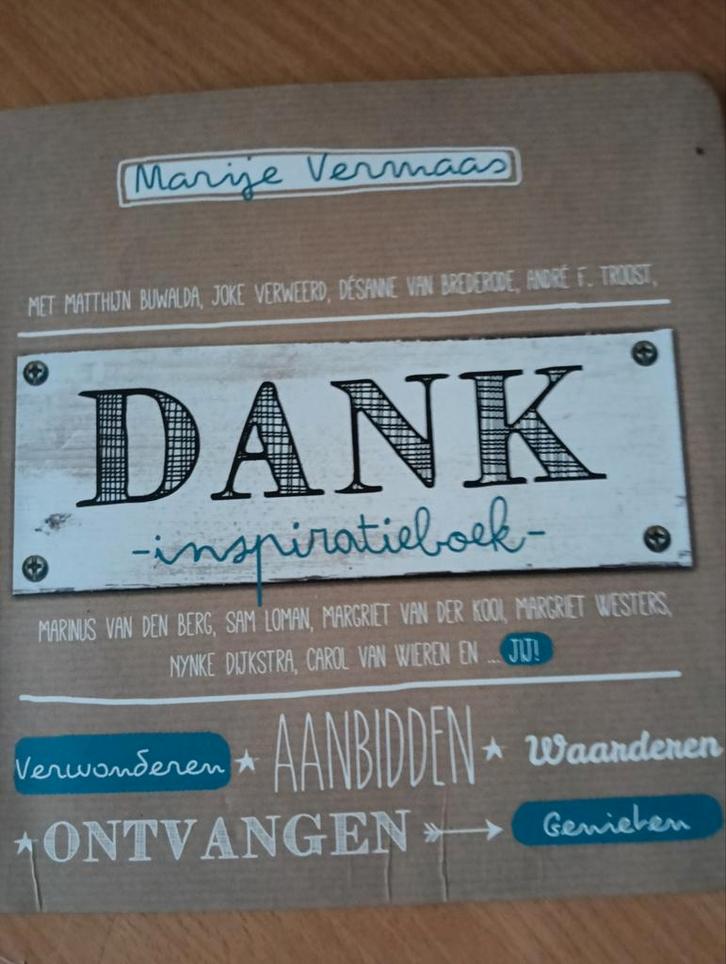 Marije Vermaas
MET MATTHIJN BUWALDA, JOKE VERWEERD, DÉSANNE VAN BREDERODE, ANDRÉ F. TROOST,
DANK
-inspiratieboek-
MARINUS VAN DEN BERG, SAM LOMAN, MARGRIET VAN DER KOOI, MARGRIET WESTERS,
NYNKE DIJKSTRA, CAROL VAN WIEREN EN ... JIJ!
Verwonderen ★ AANBIDDEN ★ Waarderen
★ ONTVANGEN Genieten